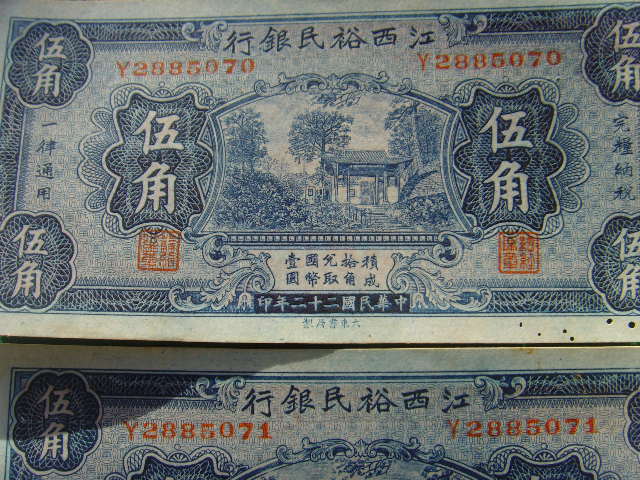 江西裕民銀行
Y2885070 Y2885070
伍角 伍角
伍角 伍角
一律通用
完糧納稅
伍角 伍角
積拾兌國壹
成角取幣圓
中華民國二十二年印
江西裕民銀行
Y2885071 Y2885071
伍角